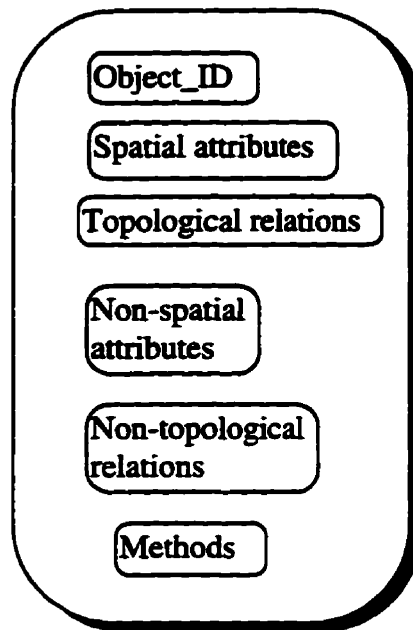 Object_ID
Spatial attributes
Topological relations
Non-spatial
attributes
Non-topological
relations
Methods